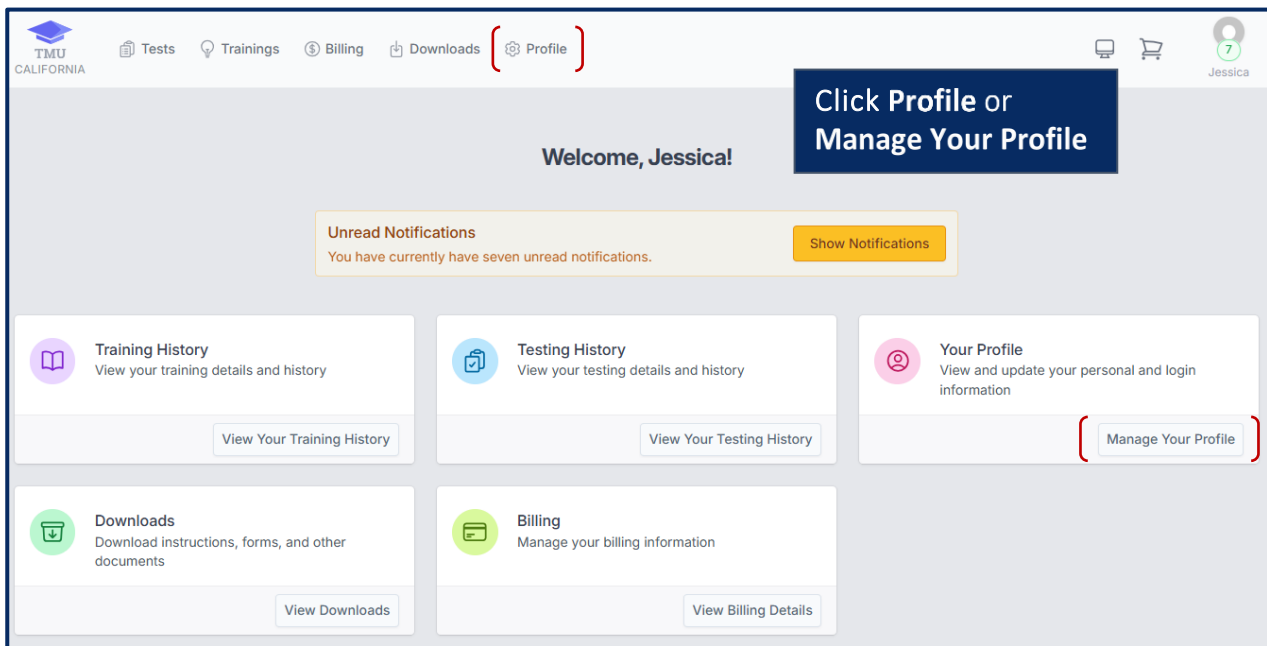 TMU
CALIFORNIA
Tests
Trainings
Billing
Downloads
Profile
7
Jessica
Click Profile or
Manage Your Profile
Welcome, Jessica!
Unread Notifications
You have currently have seven unread notifications.
Show Notifications
Training History
View your training details and history
View Your Training History
Testing History
View your testing details and history
View Your Testing History
Your Profile
View and update your personal and login
information
Manage Your Profile
Downloads
Download instructions, forms, and other
documents
View Downloads
Billing
Manage your billing information
View Billing Details